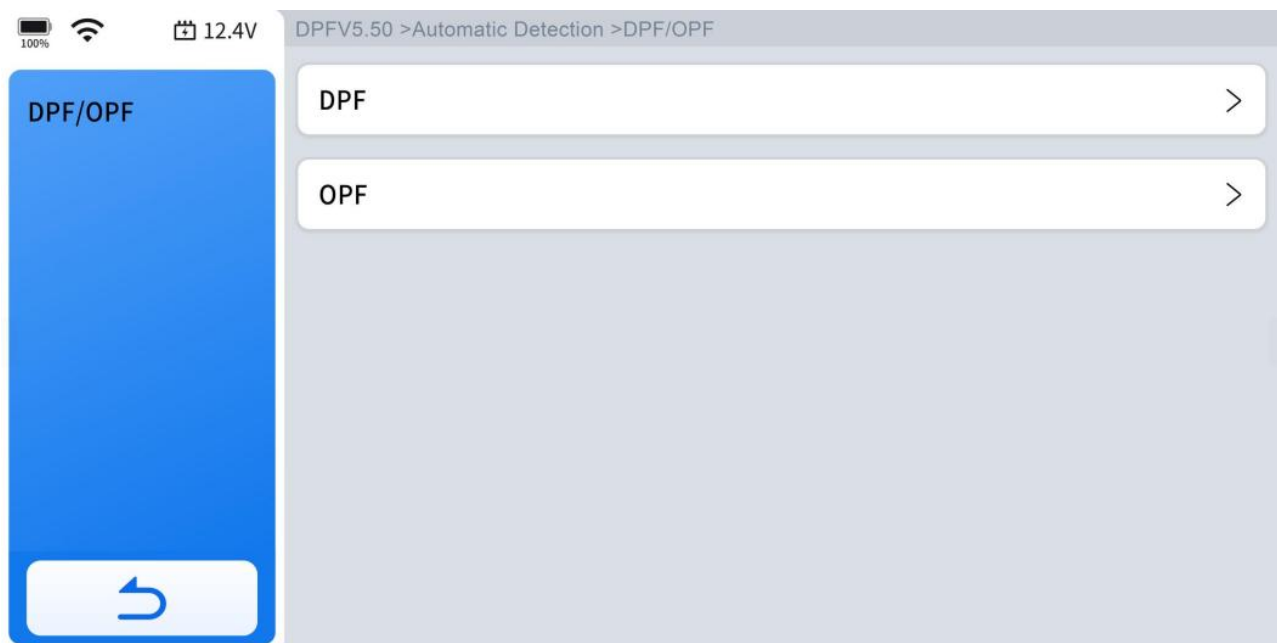 100%
12.4V
DPFV5.50 >Automatic Detection >DPF/OPF
DPF/OPF
DPF
OPF